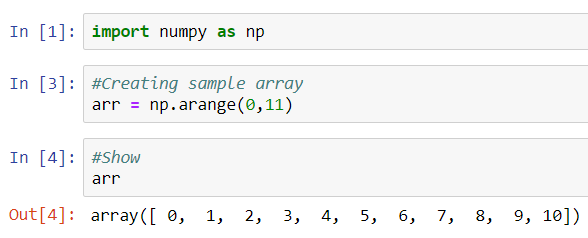 In [1]: import numpy as np
In [3]: #Creating sample array
arr = np.arange(0,11)
In [4]: #Show
arr
Out[4]: array([ 0,  1,  2,  3,  4,  5,  6,  7,  8,  9, 10])